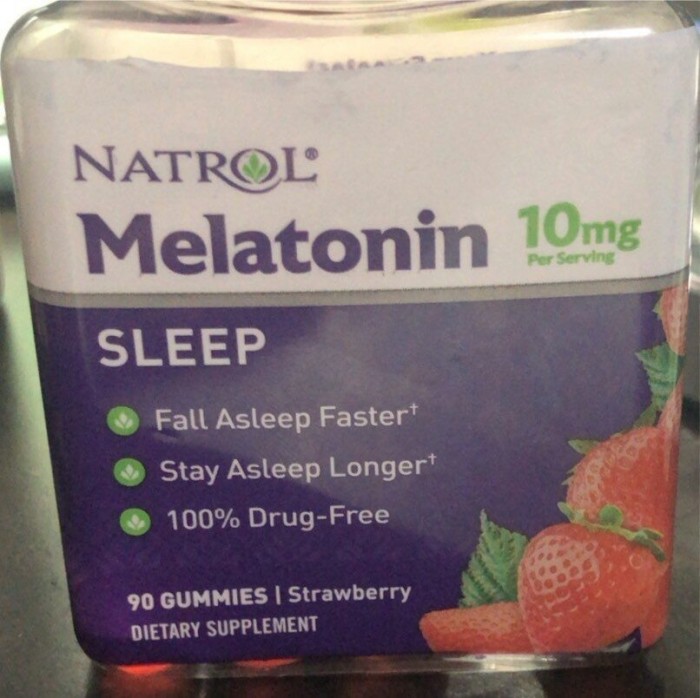 NATROL®
Melatonin
10mg
Per Serving
SLEEP
Fall Asleep Faster†
Stay Asleep Longer†
100% Drug-Free
90 GUMMIES | Strawberry
DIETARY SUPPLEMENT